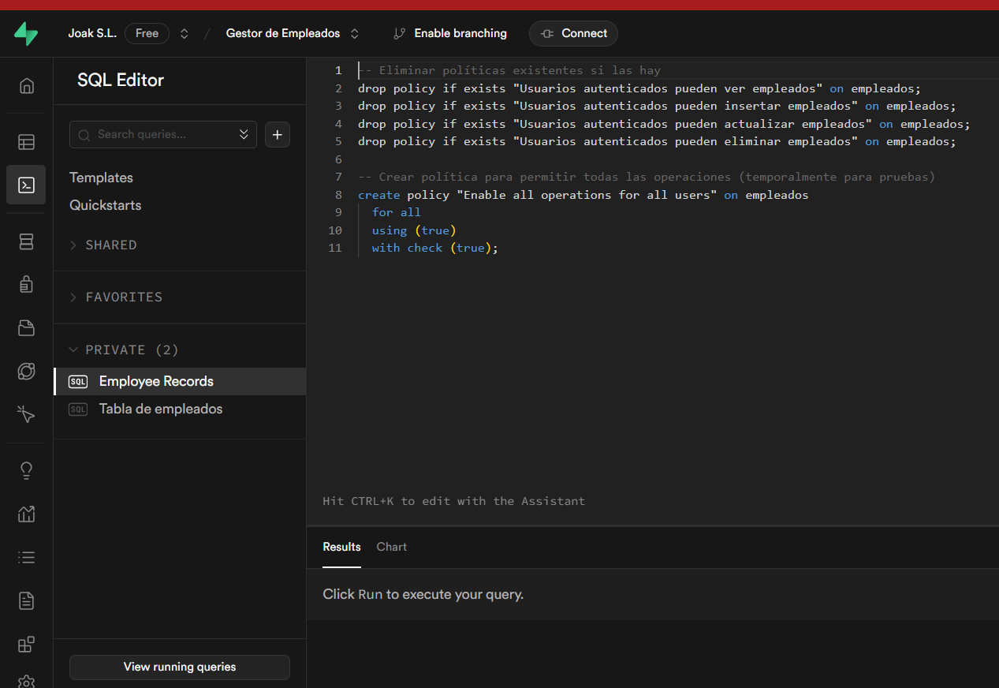 Joak S.L. Free / Gestor de Empleados Enable branching Connect
SQL Editor
Search queries...
Templates
Quickstarts
SHARED
FAVORITES
PRIVATE (2)
SQL Employee Records
SQL Tabla de empleados
View running queries
1 -- Eliminar políticas existentes si las hay
2 drop policy if exists "Usuarios autenticados pueden ver empleados" on empleados;
3 drop policy if exists "Usuarios autenticados pueden insertar empleados" on empleados;
4 drop policy if exists "Usuarios autenticados pueden actualizar empleados" on empleados;
5 drop policy if exists "Usuarios autenticados pueden eliminar empleados" on empleados;
6
7 -- Crear política para permitir todas las operaciones (temporalmente para pruebas)
8 create policy "Enable all operations for all users" on empleados
9 for all
10 using (true)
11 with check (true);
Hit CTRL+K to edit with the Assistant
Results Chart
Click Run to execute your query.